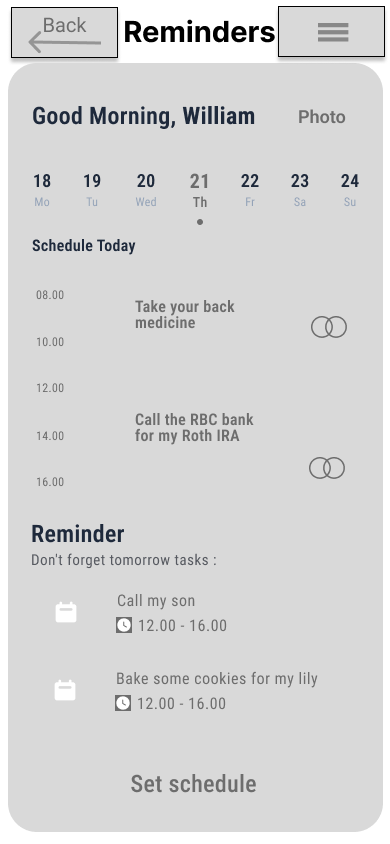 Back
Reminders
Good Morning, William
Photo
18 19 20 21 22 23 24
Mo Tu Wed Th Fr Sa Su
Schedule Today
08.00
Take your back
medicine
10.00
12.00
Call the RBC bank
for my Roth IRA
14.00
16.00
Reminder
Don't forget tomorrow tasks :
Call my son
12.00 - 16.00
Bake some cookies for my lily
12.00 - 16.00
Set schedule